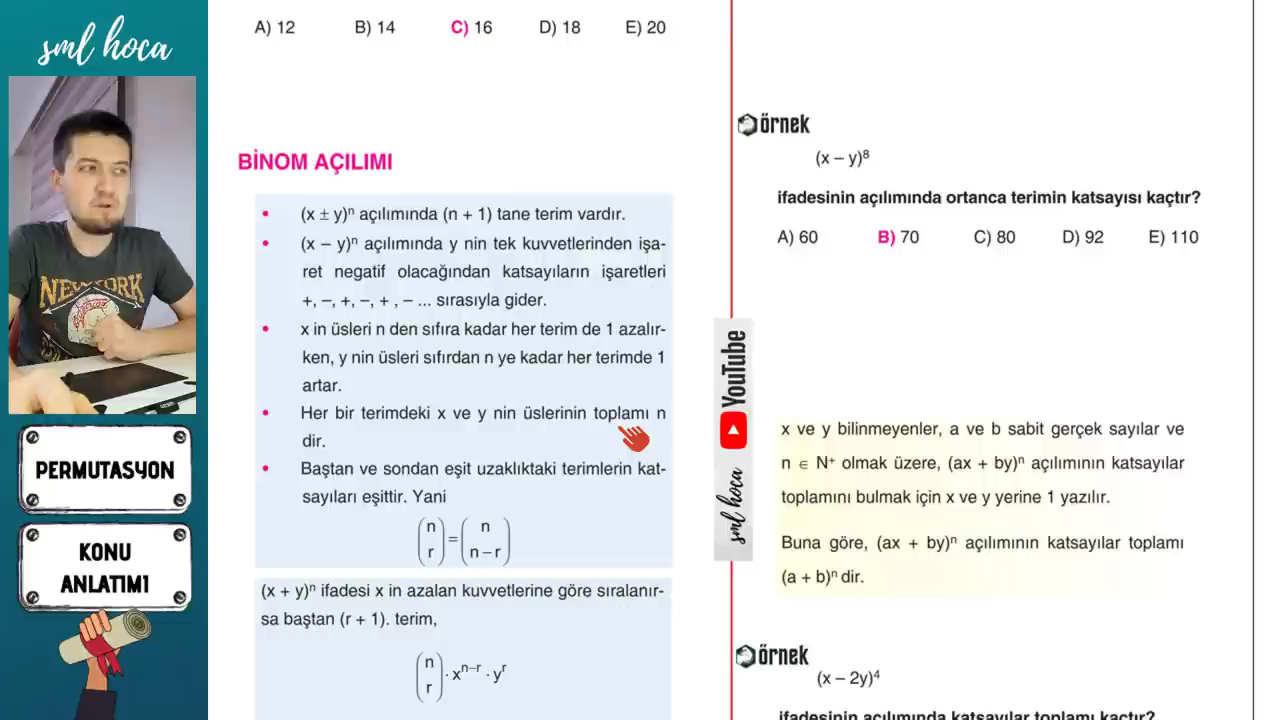 sml hoca
NEWYORK
PERMUTASYON
KONU
ANLATIMI
A) 12 B) 14 C) 16 D) 18 E) 20
BİNOM AÇILIMI
• (x ± y)ⁿ açılımında (n + 1) tane terim vardır.
• (x – y)ⁿ açılımında y nin tek kuvvetlerinden işa-
ret negatif olacağından katsayıların işaretleri
+, –, +, –, + , – ... sırasıyla gider.
• x in üsleri n den sıfıra kadar her terim de 1 azalır-
ken, y nin üsleri sıfırdan n ye kadar her terimde 1
artar.
• Her bir terimdeki x ve y nin üslerinin toplamı n
dir.
• Baştan ve sondan eşit uzaklıktaki terimlerin kat-
sayıları eşittir. Yani
(n r) = (n n – r)
(x + y)ⁿ ifadesi x in azalan kuvvetlerine göre sıralanır-
sa baştan (r + 1). terim,
(n r) · xⁿ⁻ʳ · yʳ
YouTube
sml hoca
örnek
(x – y)⁸
ifadesinin açılımında ortanca terimin katsayısı kaçtır?
A) 60 B) 70 C) 80 D) 92 E) 110
x ve y bilinmeyenler, a ve b sabit gerçek sayılar ve
n ∈ N⁺ olmak üzere, (ax + by)ⁿ açılımının katsayılar
toplamını bulmak için x ve y yerine 1 yazılır.
Buna göre, (ax + by)ⁿ açılımının katsayılar toplamı
(a + b)ⁿ dir.
örnek
(x – 2y)⁴
ifadesinin açılımında katsayılar toplamı kaçtır?